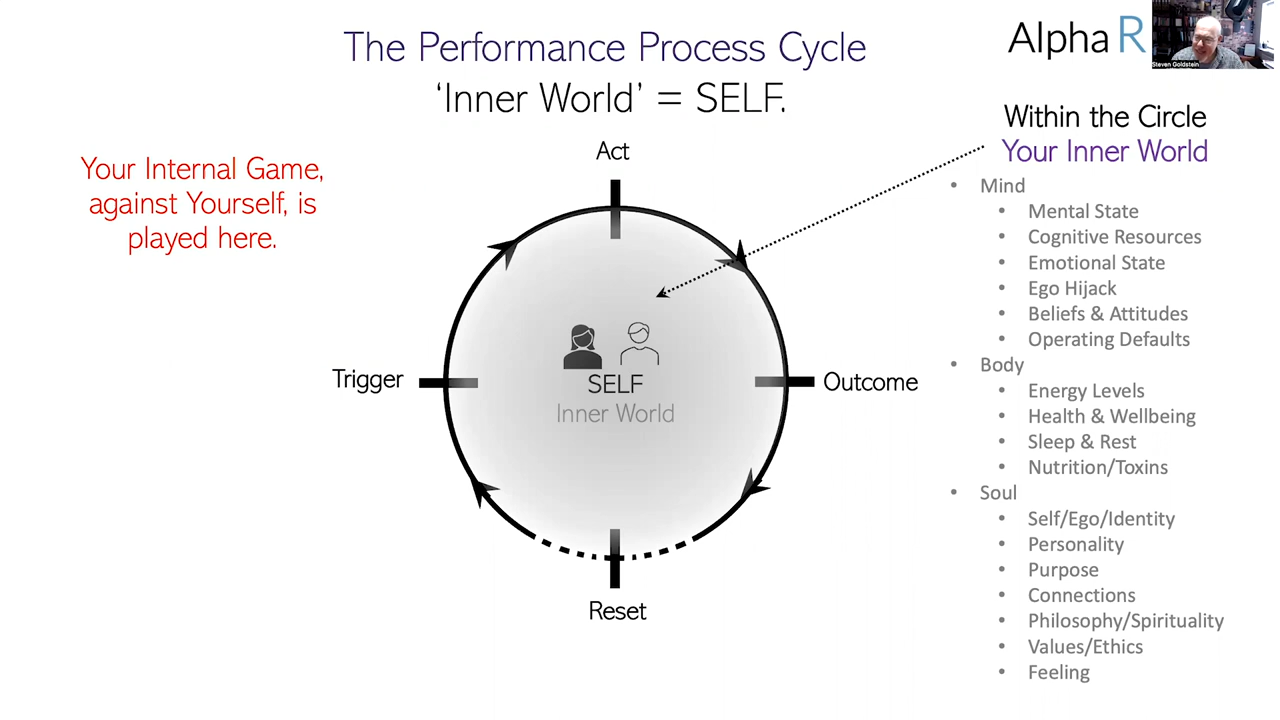 The Performance Process Cycle
'Inner World' = SELF.
Alpha R
Steven Goldstein
Your Internal Game,
against Yourself, is
played here.
Act
Trigger
Outcome
Reset
SELF
Inner World
Within the Circle
Your Inner World
• Mind
• Mental State
• Cognitive Resources
• Emotional State
• Ego Hijack
• Beliefs & Attitudes
• Operating Defaults
• Body
• Energy Levels
• Health & Wellbeing
• Sleep & Rest
• Nutrition/Toxins
• Soul
• Self/Ego/Identity
• Personality
• Purpose
• Connections
• Philosophy/Spirituality
• Values/Ethics
• Feeling